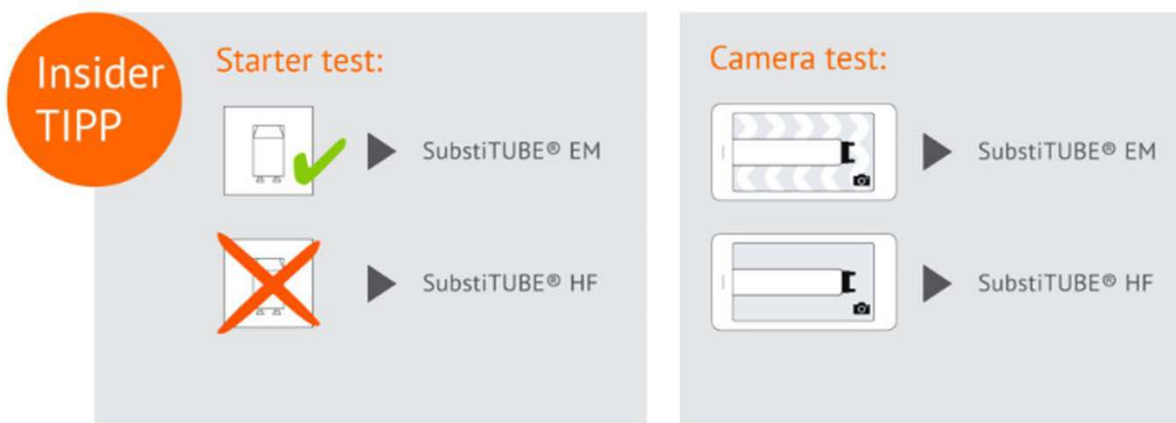 Insider
TIPP
Starter test:
SubstiTUBE® EM
SubstiTUBE® HF
Camera test:
SubstiTUBE® EM
SubstiTUBE® HF